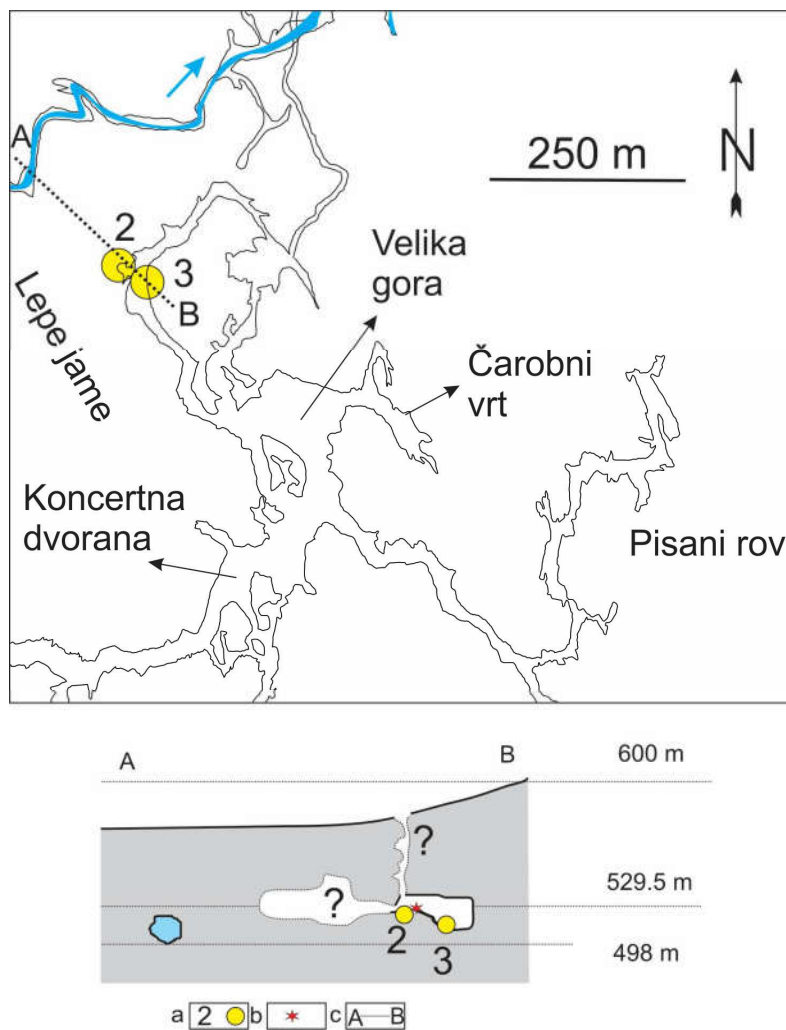 A
250 m
N
2
3
B
Velika
gora
Lepe jame
Čarobni
vrt
Koncertna
dvorana
Pisani rov
A
B
600 m
?
?
529.5 m
2
3
498 m
a 2 b c A B